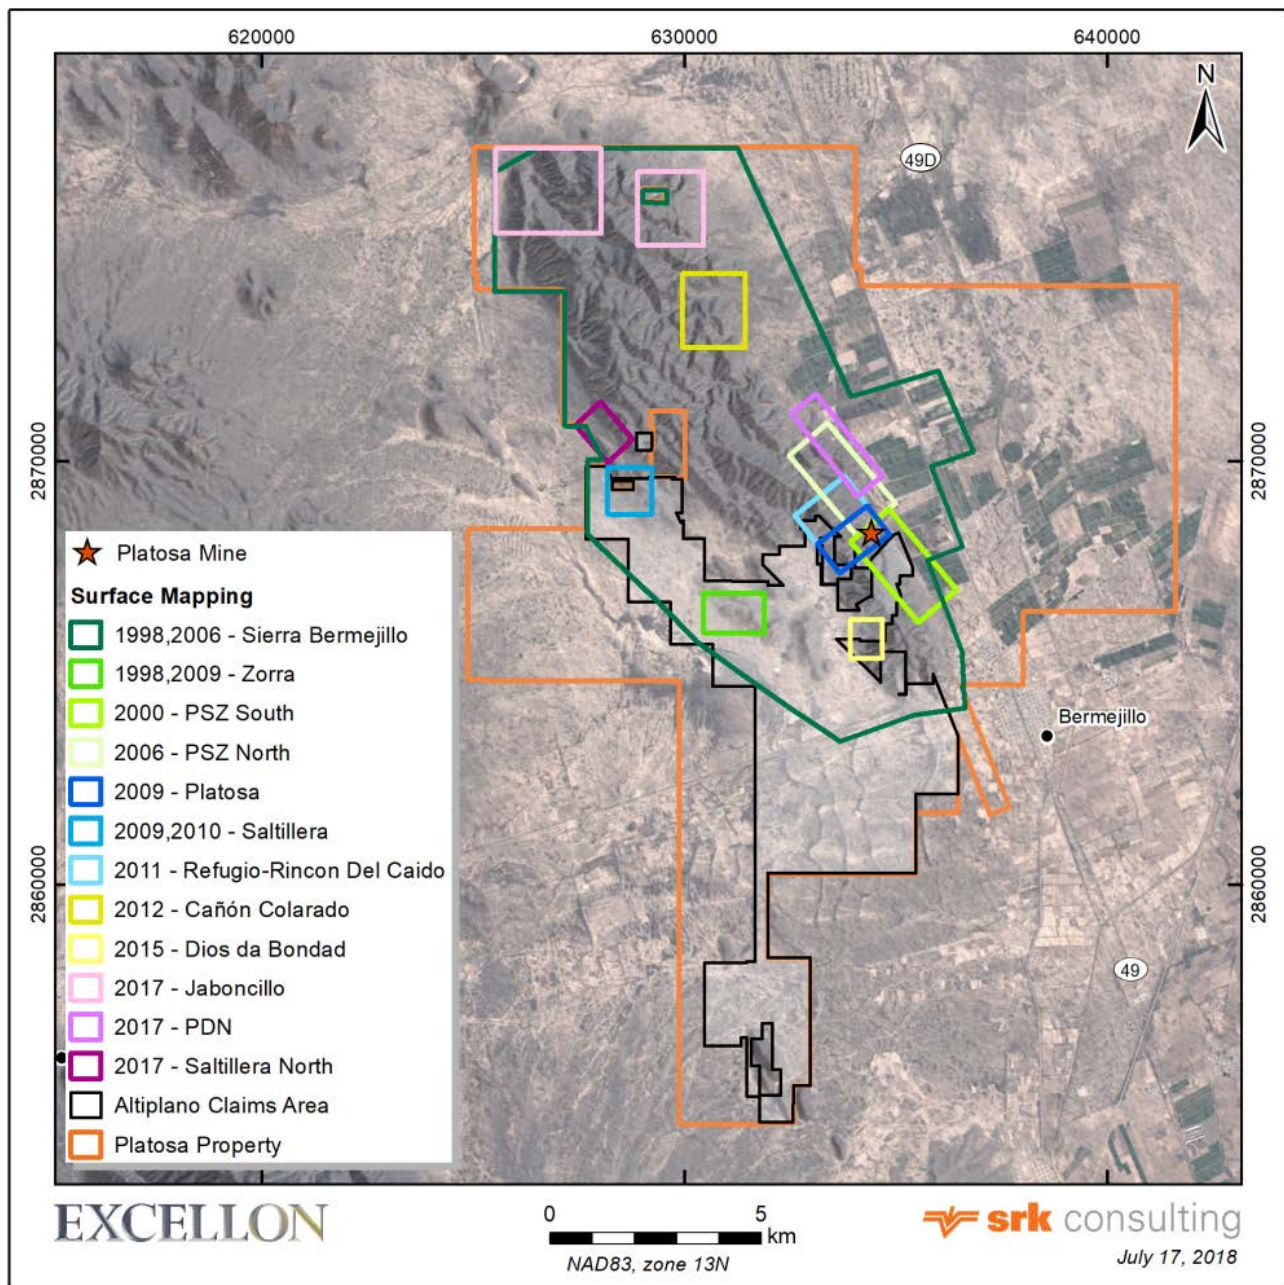 620000
630000
640000
N
49D
2870000
2870000
Platosa Mine
Surface Mapping
1998,2006 - Sierra Bermejillo
1998,2009 - Zorra
2000 - PSZ South
2006 - PSZ North
2009 - Platosa
2009,2010 - Saltillera
2011 - Refugio-Rincon Del Caido
2012 - Cañón Colarado
2015 - Dios da Bondad
2017 - Jaboncillo
2017 - PDN
2017 - Saltillera North
Altiplano Claims Area
Platosa Property
Bermejillo
2860000
2860000
49
EXCELLON
0 5
km
NAD83, zone 13N
srk consulting
July 17, 2018